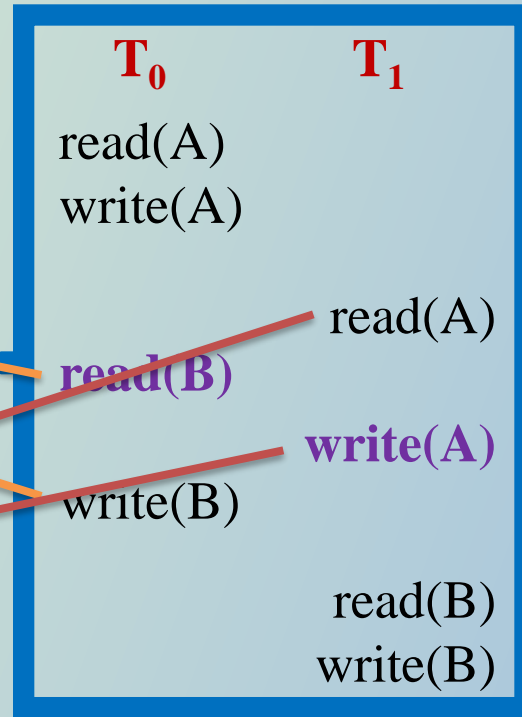 T₀ T₁
read(A)
write(A)
read(A)
read(B)
write(A)
write(B)
read(B)
write(B)